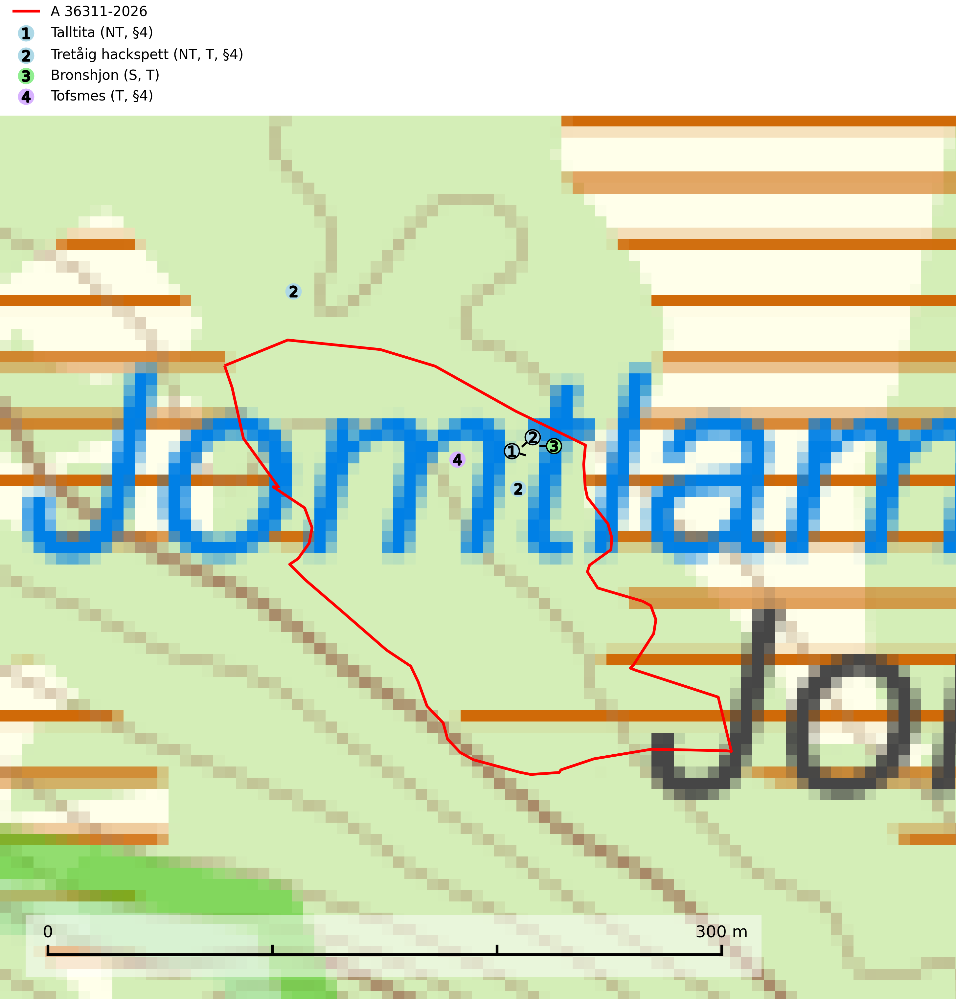 A 36311-2026
1 Talltita (NT, §4)
2 Tretåig hackspett (NT, T, §4)
3 Bronshjon (S, T)
4 Tofsmes (T, §4)
2
2
1
3
4
2
0
300 m